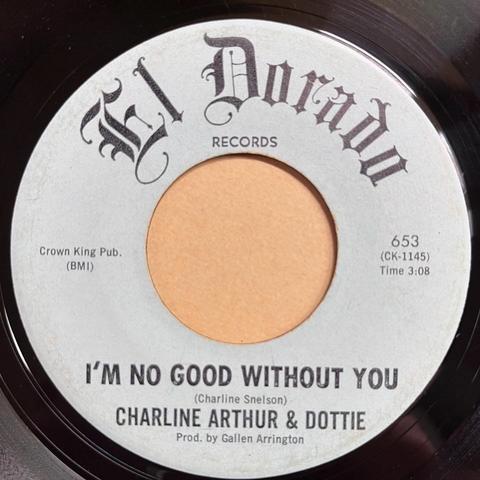 El Dorado
RECORDS
Crown King Pub.
(BMI)
653
(CK-1145)
Time 3:08
I'M NO GOOD WITHOUT YOU
(Charline Snelson)
CHARLINE ARTHUR & DOTTIE
Prod. by Gallen Arrington